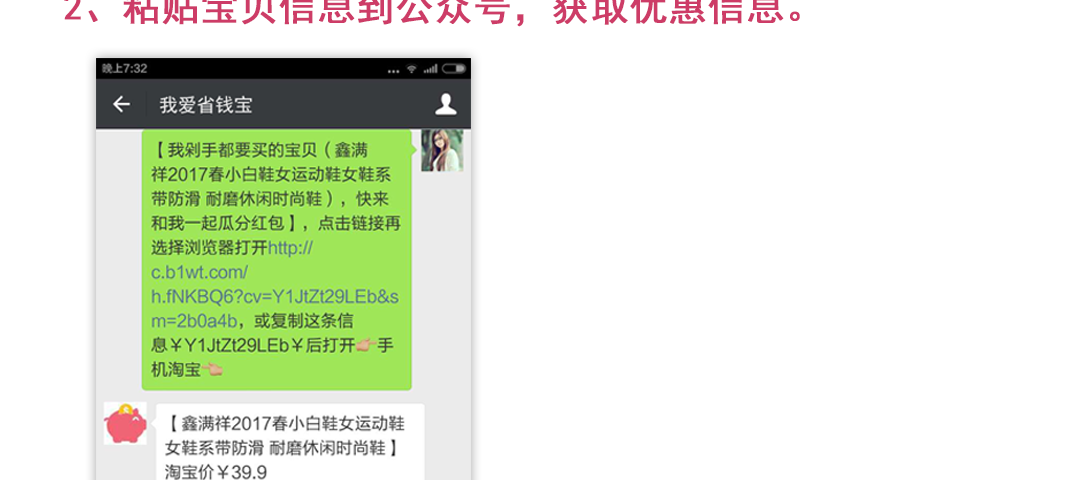 2、粘贴宝贝信息到公众号，获取优惠信息。
晚上7:32
我爱省钱宝
【我剁手都要买的宝贝（鑫满
祥2017春小白鞋女运动鞋女鞋系
带防滑 耐磨休闲时尚鞋），快来
和我一起瓜分红包】，点击链接再
选择浏览器打开http://
c.b1wt.com/
h.fNKBQ6?cv=Y1JtZt29LEb&s
m=2b0a4b，或复制这条信
息￥Y1JtZt29LEb￥后打开👉手
机淘宝👈
【鑫满祥2017春小白鞋女运动鞋
女鞋系带防滑 耐磨休闲时尚鞋】
淘宝价￥39.9